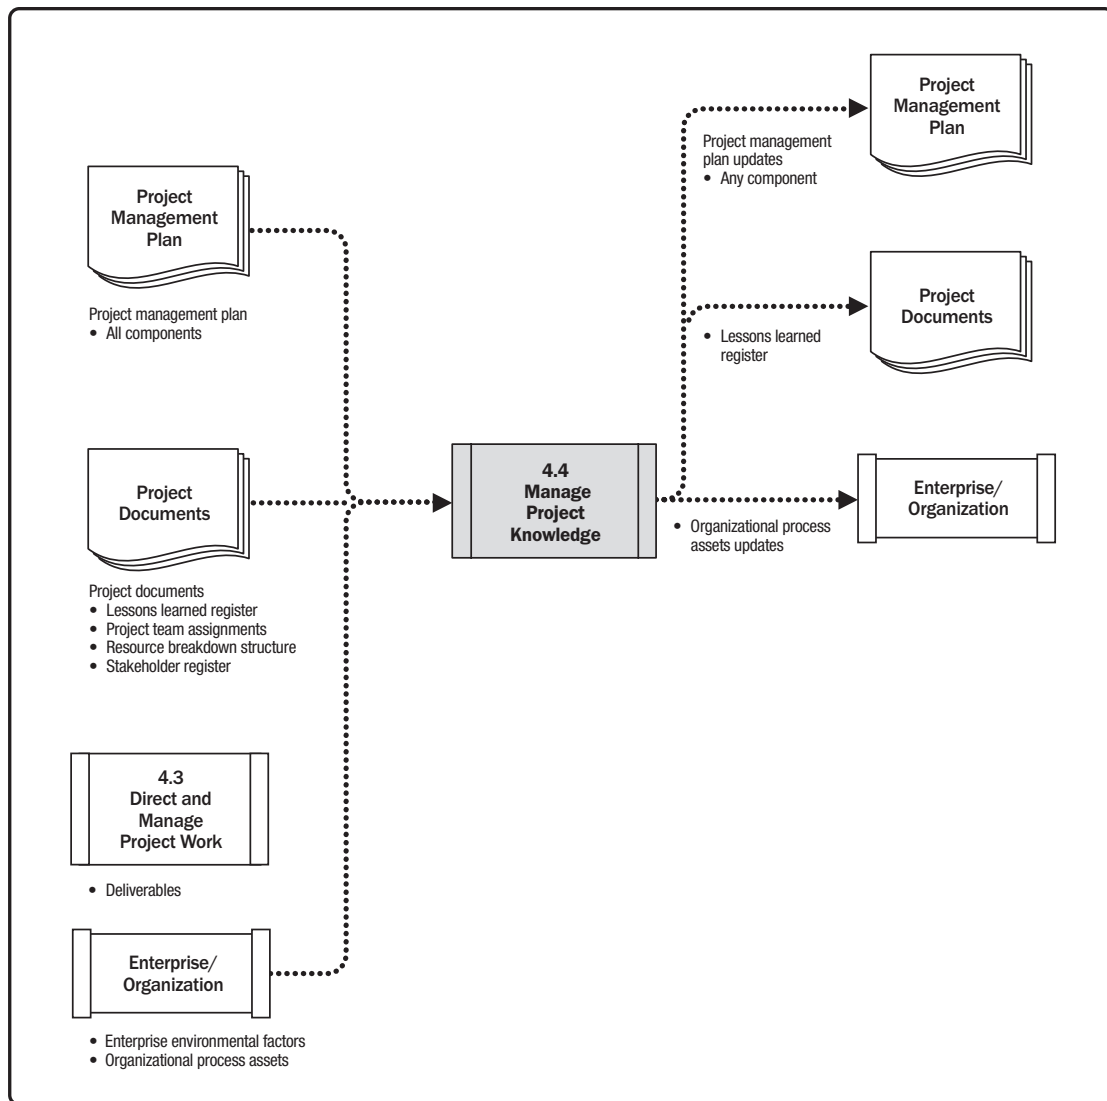 Project
Management
Plan
Project management plan
• All components
Project
Documents
Project documents
• Lessons learned register
• Project team assignments
• Resource breakdown structure
• Stakeholder register
4.3
Direct and
Manage
Project Work
• Deliverables
Enterprise/
Organization
• Enterprise environmental factors
• Organizational process assets
4.4
Manage
Project
Knowledge
Project management
plan updates
• Any component
Project
Management
Plan
• Lessons learned
register
Project
Documents
• Organizational process
assets updates
Enterprise/
Organization